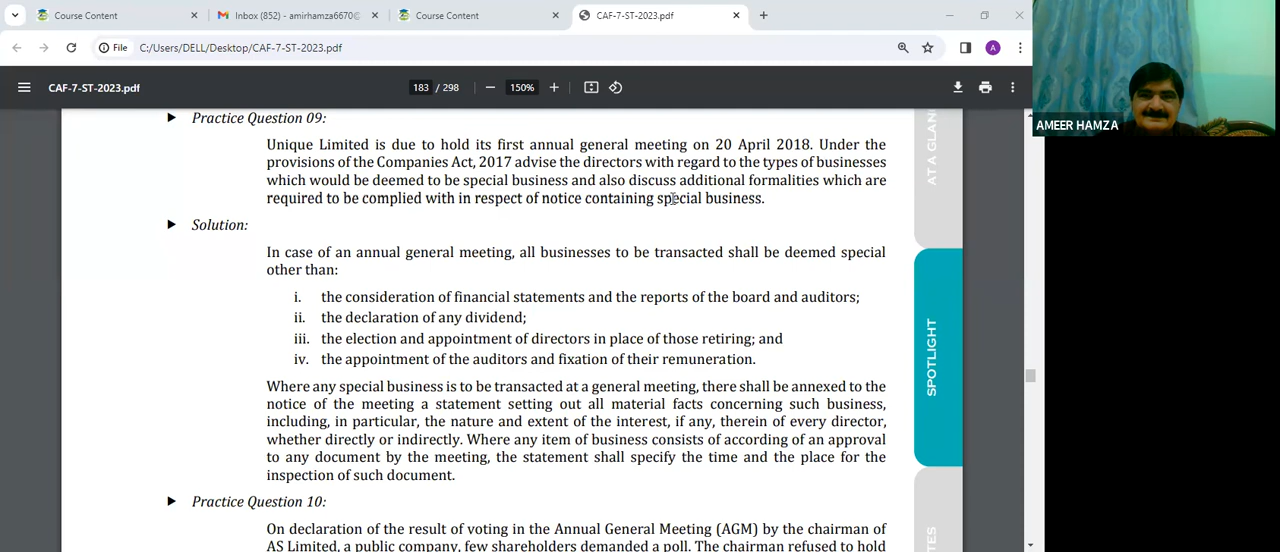 Course Content
Inbox (852) - amirhamza6670@
Course Content
CAF-7-ST-2023.pdf
File
C:/Users/DELL/Desktop/CAF-7-ST-2023.pdf
A
CAF-7-ST-2023.pdf
183 / 298
150%
AMEER HAMZA
AT A GLAN
Practice Question 09:
Unique Limited is due to hold its first annual general meeting on 20 April 2018. Under the
provisions of the Companies Act, 2017 advise the directors with regard to the types of businesses
which would be deemed to be special business and also discuss additional formalities which are
required to be complied with in respect of notice containing special business.
Solution:
In case of an annual general meeting, all businesses to be transacted shall be deemed special
other than:
i. the consideration of financial statements and the reports of the board and auditors;
ii. the declaration of any dividend;
iii. the election and appointment of directors in place of those retiring; and
iv. the appointment of the auditors and fixation of their remuneration.
SPOTLIGHT
Where any special business is to be transacted at a general meeting, there shall be annexed to the
notice of the meeting a statement setting out all material facts concerning such business,
including, in particular, the nature and extent of the interest, if any, therein of every director,
whether directly or indirectly. Where any item of business consists of according of an approval
to any document by the meeting, the statement shall specify the time and the place for the
inspection of such document.
Practice Question 10:
On declaration of the result of voting in the Annual General Meeting (AGM) by the chairman of
AS Limited, a public company, few shareholders demanded a poll. The chairman refused to hold
TES